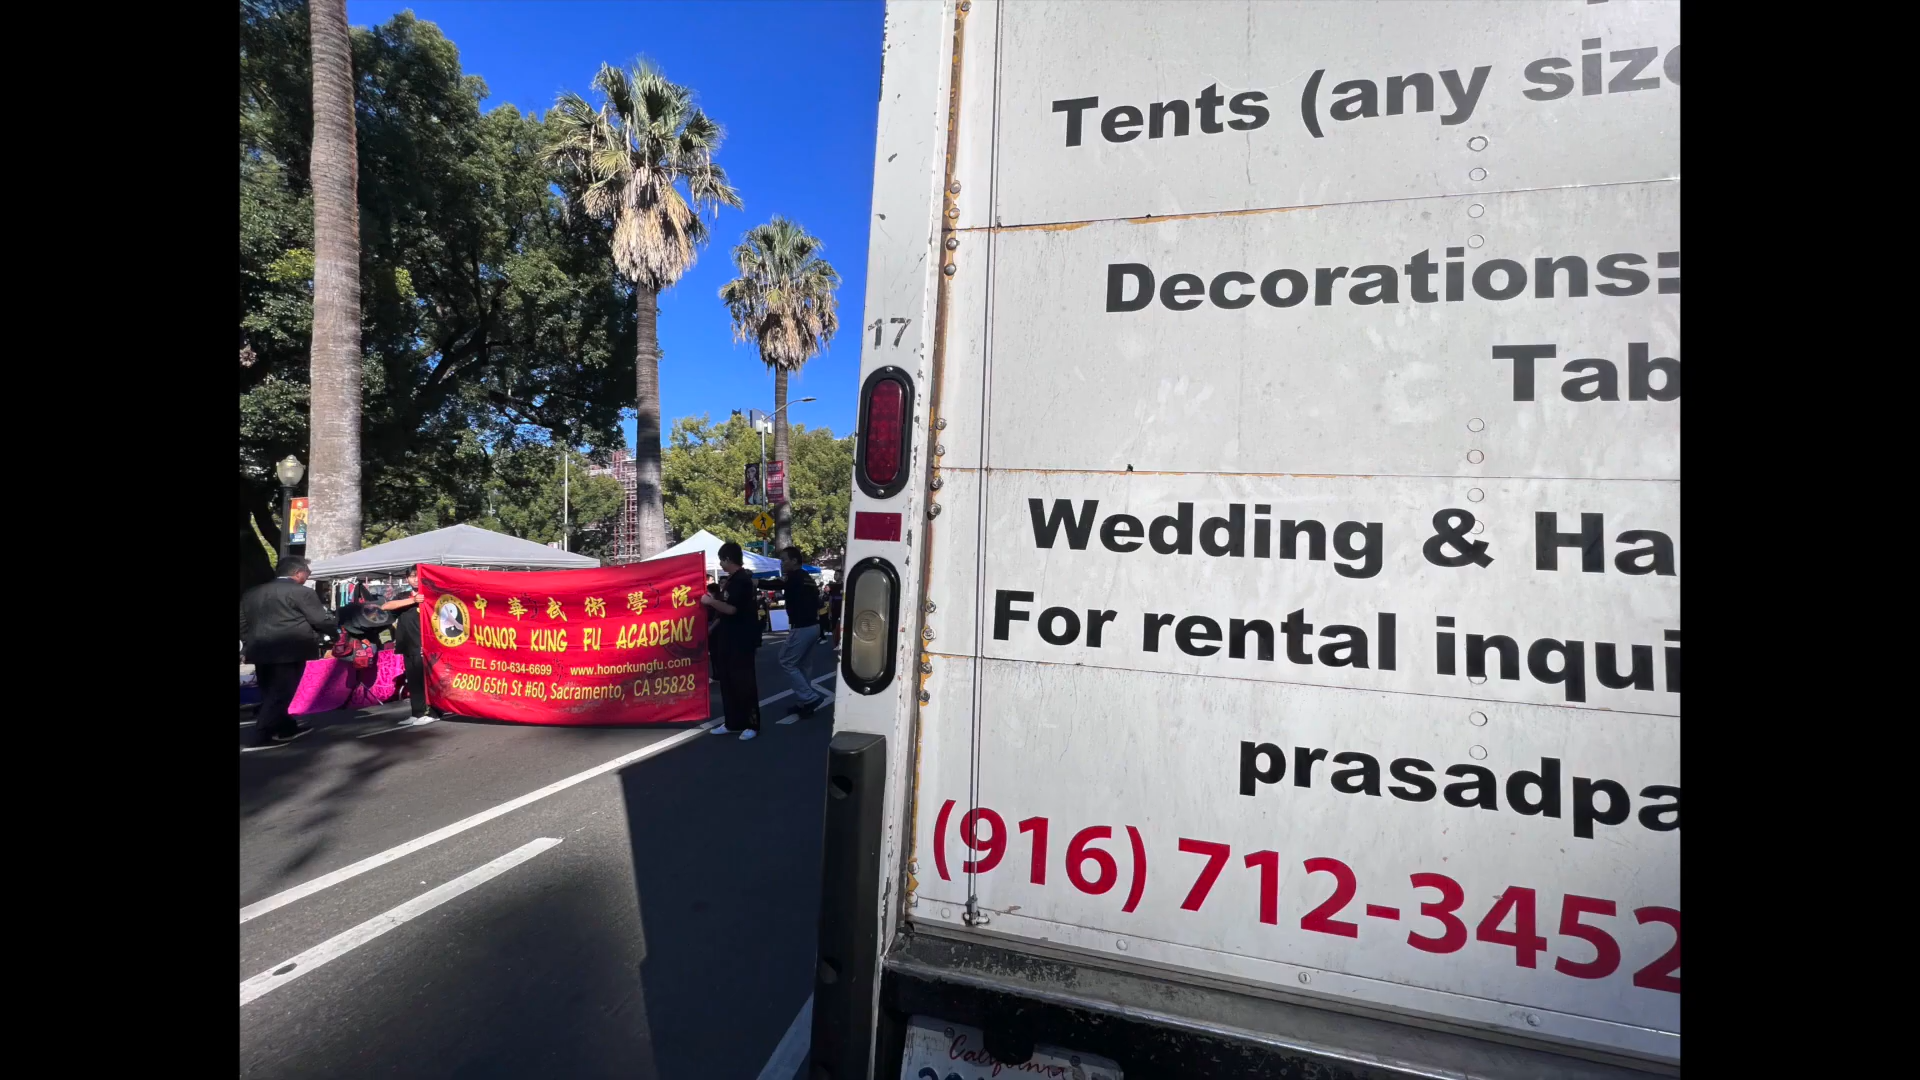 中華武術學院
HONOR KUNG FU ACADEMY
TEL 510-634-6699 www.honorkungfu.com
6880 65th St #60, Sacramento, CA 95828
17
Tents (any size
Decorations:
Tab
Wedding & Ha
For rental inqui
prasadpa
(916) 712-3452
California